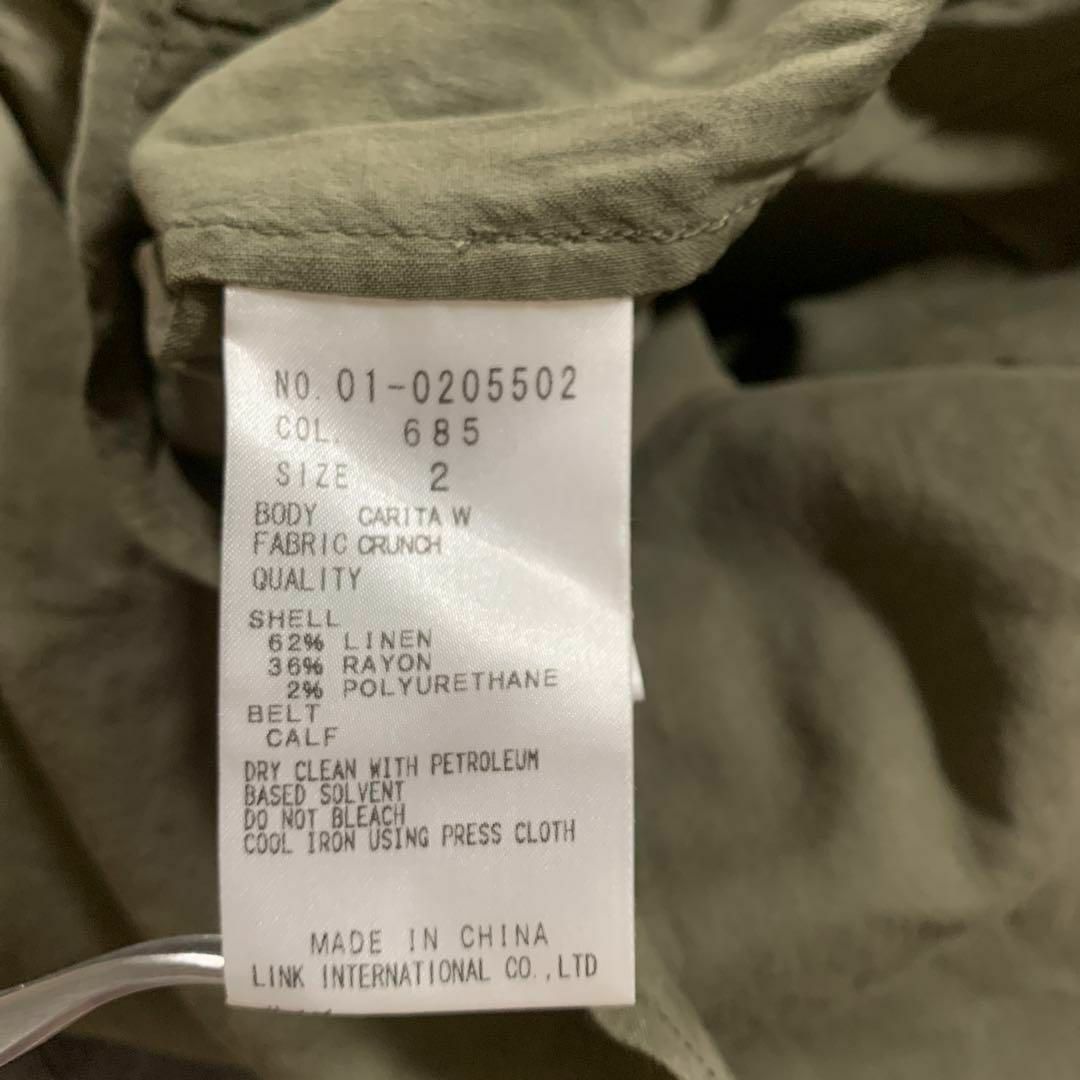 NO. 01-0205502
COL. 685
SIZE 2
BODY CARITA W
FABRIC CRUNCH
QUALITY
SHELL
62% LINEN
36% RAYON
2% POLYURETHANE
BELT
CALF
DRY CLEAN WITH PETROLEUM
BASED SOLVENT
DO NOT BLEACH
COOL IRON USING PRESS CLOTH
MADE IN CHINA
LINK INTERNATIONAL CO.,LTD